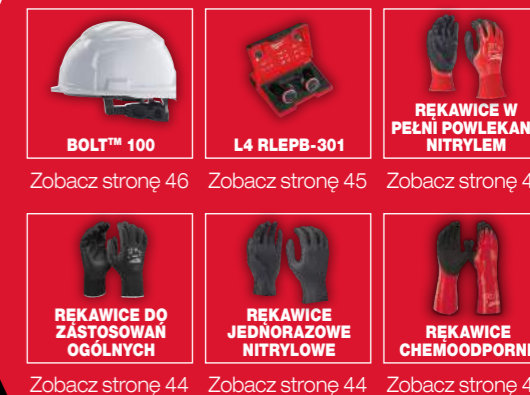 BOLT™ 100
L4 RLEPB-301
RĘKAWICE W
PEŁNI POWLEKAN
NITRYLEM
Zobacz stronę 46
Zobacz stronę 45
Zobacz stronę 4
RĘKAWICE DO
ZASTOSOWAŃ
OGÓLNYCH
RĘKAWICE
JEDNORAZOWE
NITRYLOWE
RĘKAWICE
CHEMOODPORN
Zobacz stronę 44
Zobacz stronę 44
Zobacz stronę 4